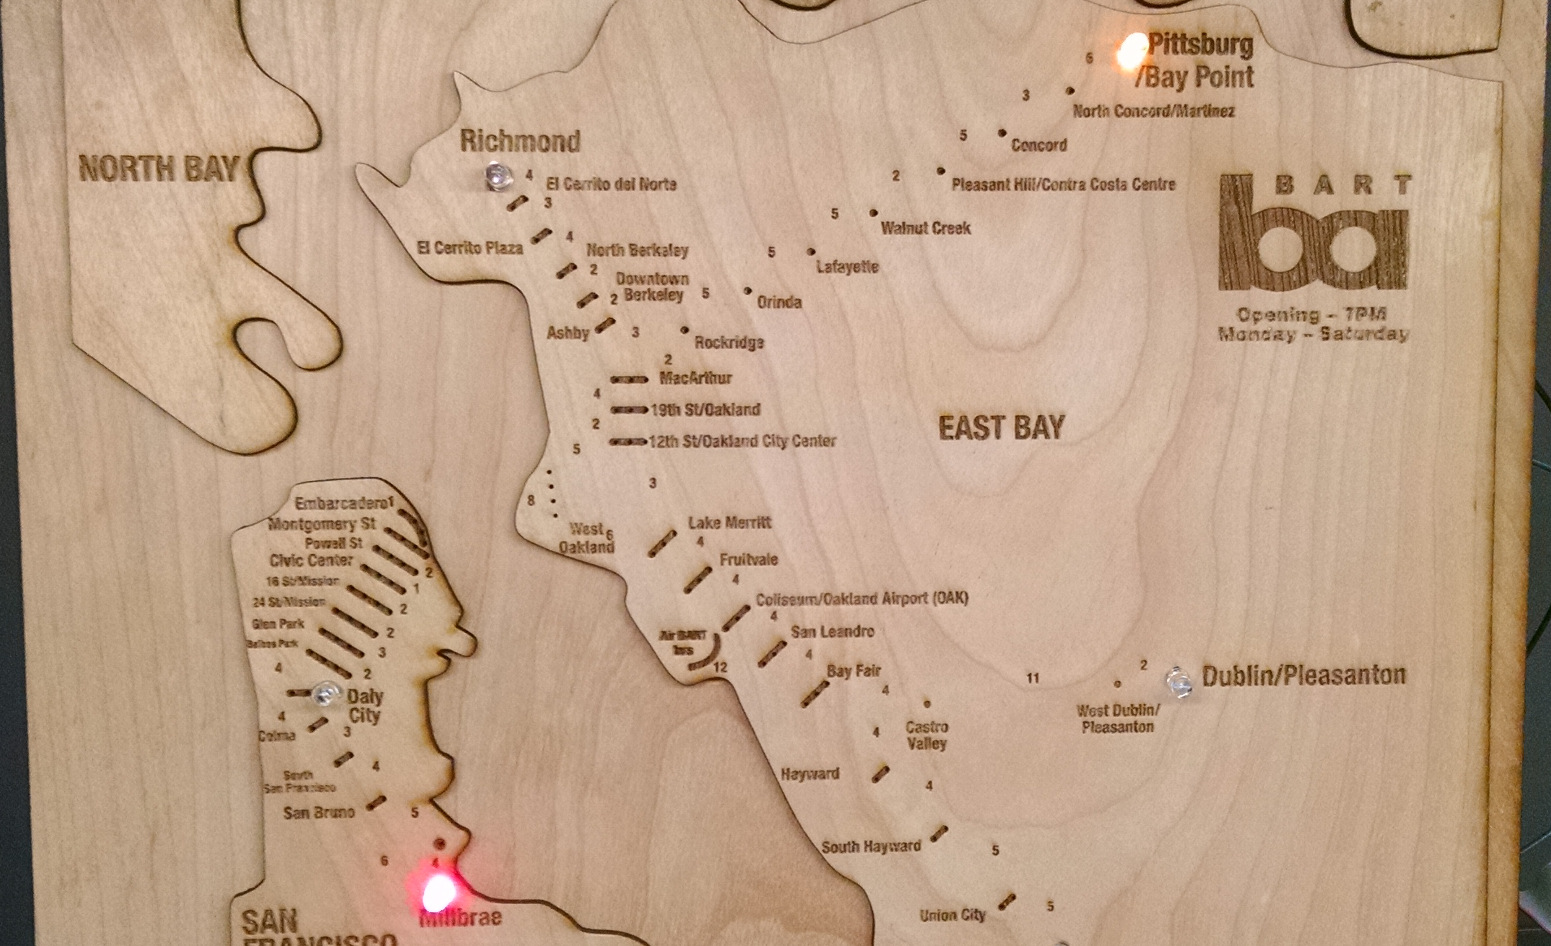 Pittsburg
/Bay Point
6
3
North Concord/Martinez
5
Concord
2
Pleasant Hill/Contra Costa Centre
5
Walnut Creek
5
Lafayette
5
Orinda
Rockridge
Richmond
4
El Cerrito del Norte
3
El Cerrito Plaza
4
North Berkeley
2
Downtown
Berkeley
2
Ashby
3
2
MacArthur
4
19th St/Oakland
2
12th St/Oakland City Center
5
3
8
West
Oakland
6
Lake Merritt
4
Fruitvale
4
Coliseum/Oakland Airport (OAK)
4
Air BART
bus
12
San Leandro
4
Bay Fair
4
Castro
Valley
11
West Dublin/
Pleasanton
2
Dublin/Pleasanton
4
Hayward
4
South Hayward
5
Union City
5
NORTH BAY
EAST BAY
BART
ba
Opening - 7PM
Monday - Saturday
Embarcadero
1
Montgomery St
Powell St
Civic Center
2
16 St/Mission
1
24 St/Mission
2
Glen Park
2
Balboa Park
3
4
2
Daly
City
4
Colma
3
South
San Francisco
4
San Bruno
5
6
4
Millbrae
SAN
FRANCISCO